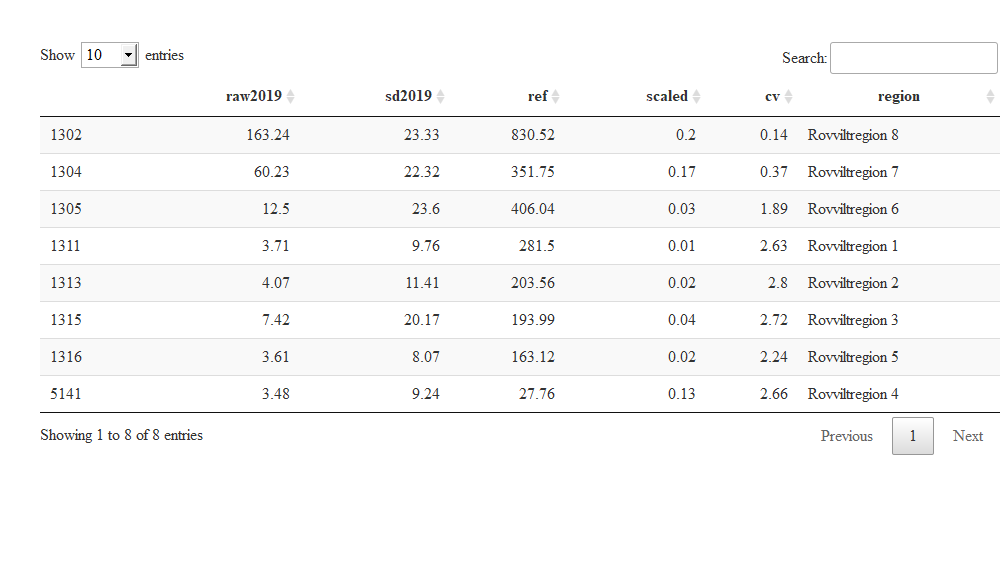 Show 10 entries
Search:
raw2019 sd2019 ref scaled cv region
1302 163.24 23.33 830.52 0.2 0.14 Rovviltregion 8
1304 60.23 22.32 351.75 0.17 0.37 Rovviltregion 7
1305 12.5 23.6 406.04 0.03 1.89 Rovviltregion 6
1311 3.71 9.76 281.5 0.01 2.63 Rovviltregion 1
1313 4.07 11.41 203.56 0.02 2.8 Rovviltregion 2
1315 7.42 20.17 193.99 0.04 2.72 Rovviltregion 3
1316 3.61 8.07 163.12 0.02 2.24 Rovviltregion 5
5141 3.48 9.24 27.76 0.13 2.66 Rovviltregion 4
Showing 1 to 8 of 8 entries
Previous 1 Next